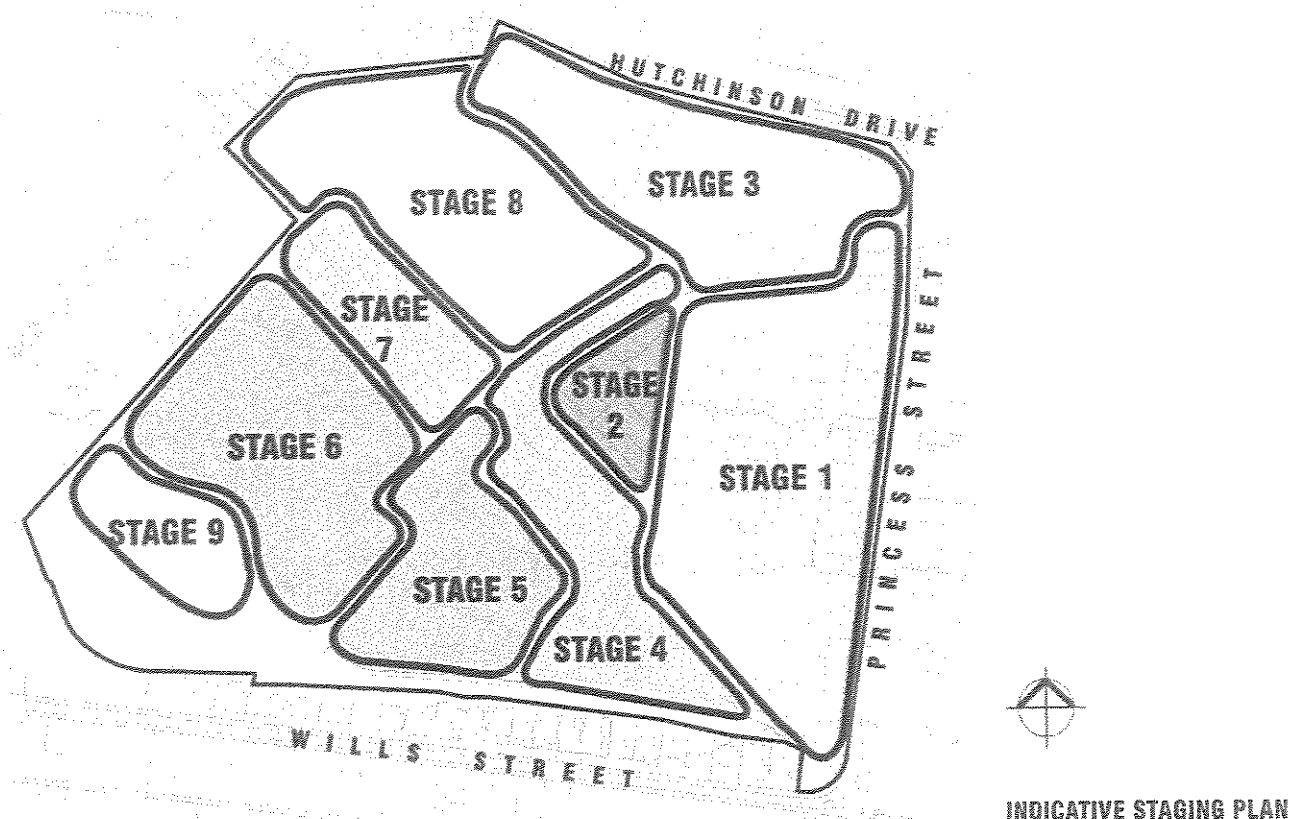 HUTCHINSON DRIVE
STAGE 3
STAGE 8
STAGE
7
STAGE
2
PRINCESS STREET
STAGE 6
STAGE 1
STAGE 9
STAGE 5
STAGE 4
WILLS STREET
INDICATIVE STAGING PLAN